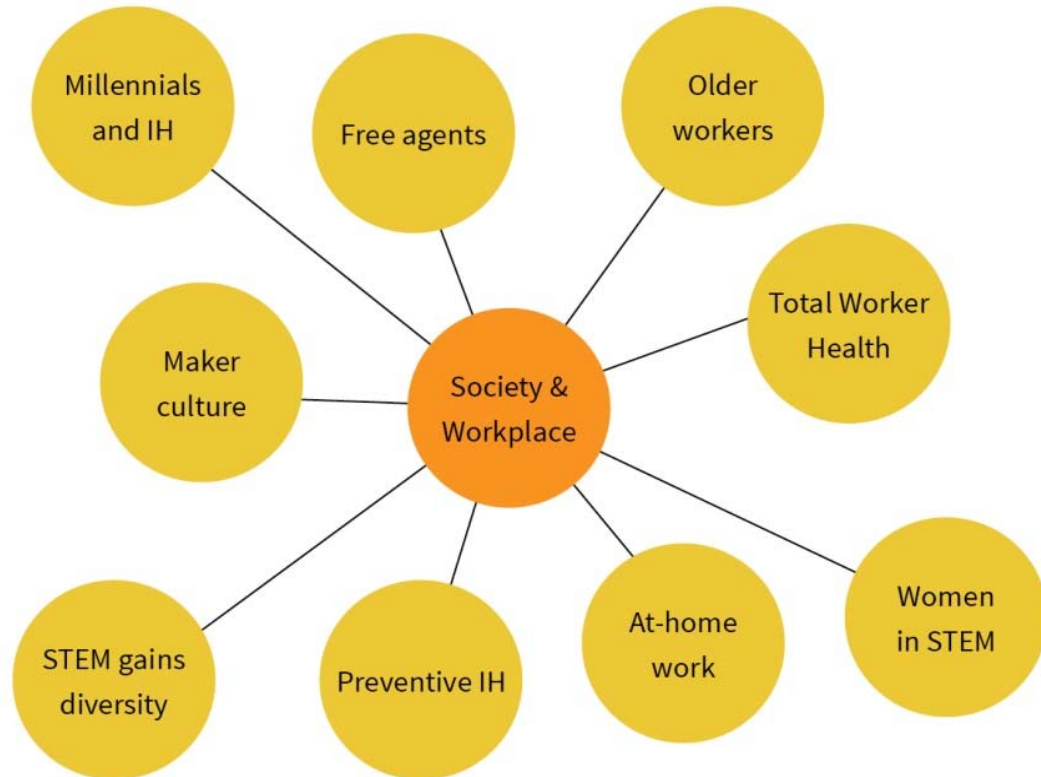 Millennials
and IH
Free agents
Older
workers
Total Worker
Health
Maker
culture
Society &
Workplace
STEM gains
diversity
Preventive IH
At-home
work
Women
in STEM